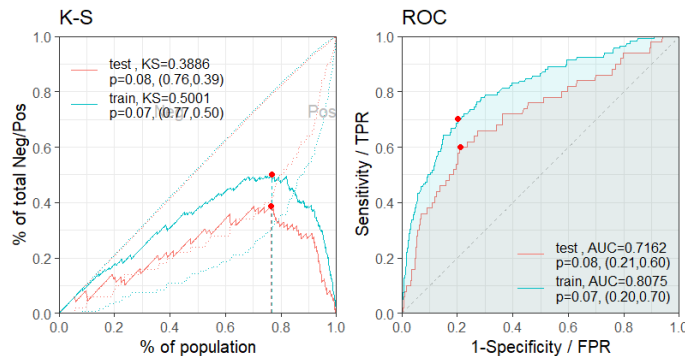 K-S
1.0
0.8
0.6
0.4
0.2
0.0
% of total Neg/Pos
test , KS=0.3886
p=0.08, (0.76,0.39)
train, KS=0.5001
p=0.07, (0.77,0.50)
Neg
Pos
0.0 0.2 0.4 0.6 0.8 1.0
% of population
ROC
1.0
0.8
0.6
0.4
0.2
0.0
Sensitivity / TPR
test , AUC=0.7162
p=0.08, (0.21,0.60)
train, AUC=0.8075
p=0.07, (0.20,0.70)
0.0 0.2 0.4 0.6 0.8 1.0
1-Specificity / FPR